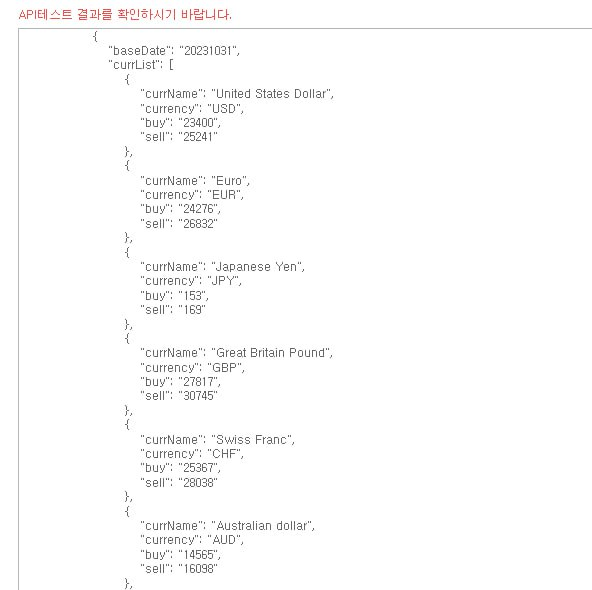 API테스트 결과를 확인하시기 바랍니다.
{
"baseDate": "20231031",
"currList": [
{
"currName": "United States Dollar",
"currency": "USD",
"buy": "23400",
"sell": "25241"
},
{
"currName": "Euro",
"currency": "EUR",
"buy": "24276",
"sell": "26832"
},
{
"currName": "Japanese Yen",
"currency": "JPY",
"buy": "153",
"sell": "169"
},
{
"currName": "Great Britain Pound",
"currency": "GBP",
"buy": "27817",
"sell": "30745"
},
{
"currName": "Swiss Franc",
"currency": "CHF",
"buy": "25367",
"sell": "28038"
},
{
"currName": "Australian dollar",
"currency": "AUD",
"buy": "14565",
"sell": "16098"
},